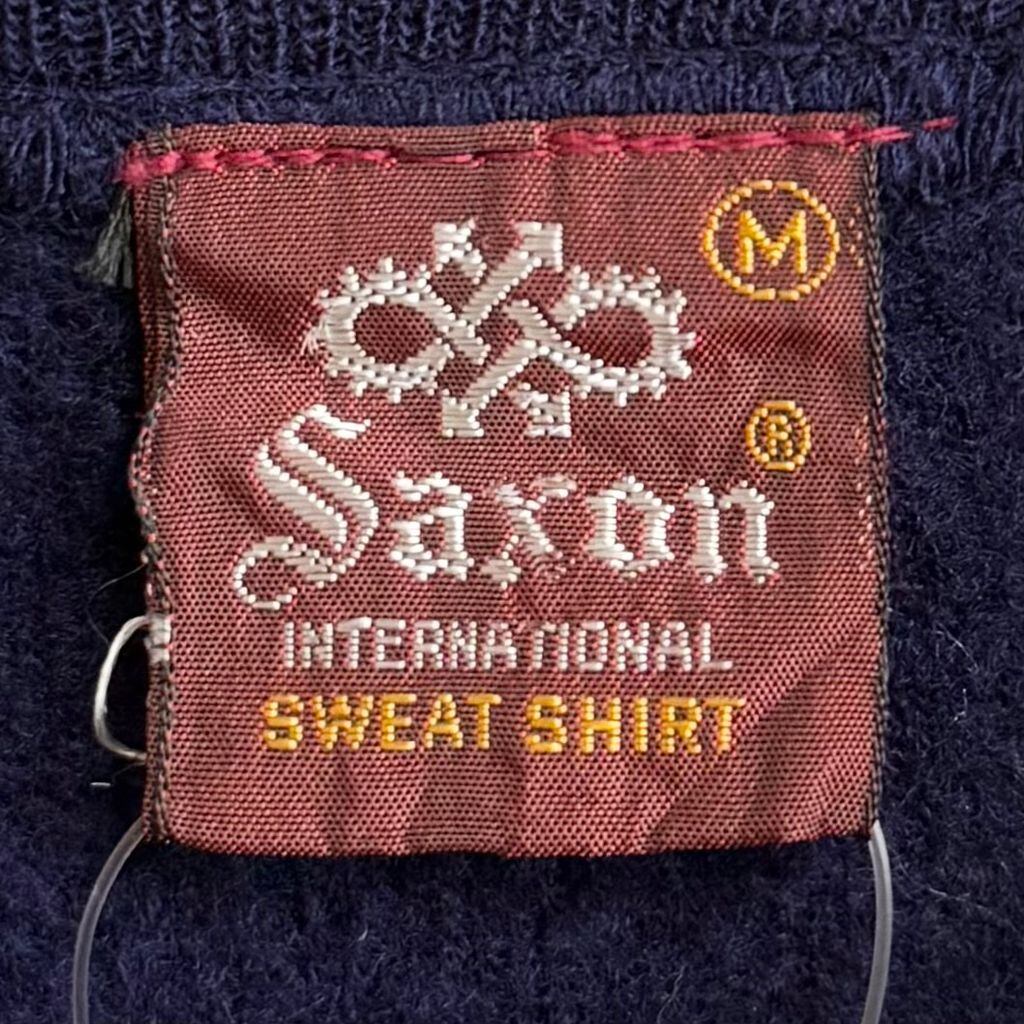 M
Saxon ®
INTERNATIONAL
SWEAT SHIRT